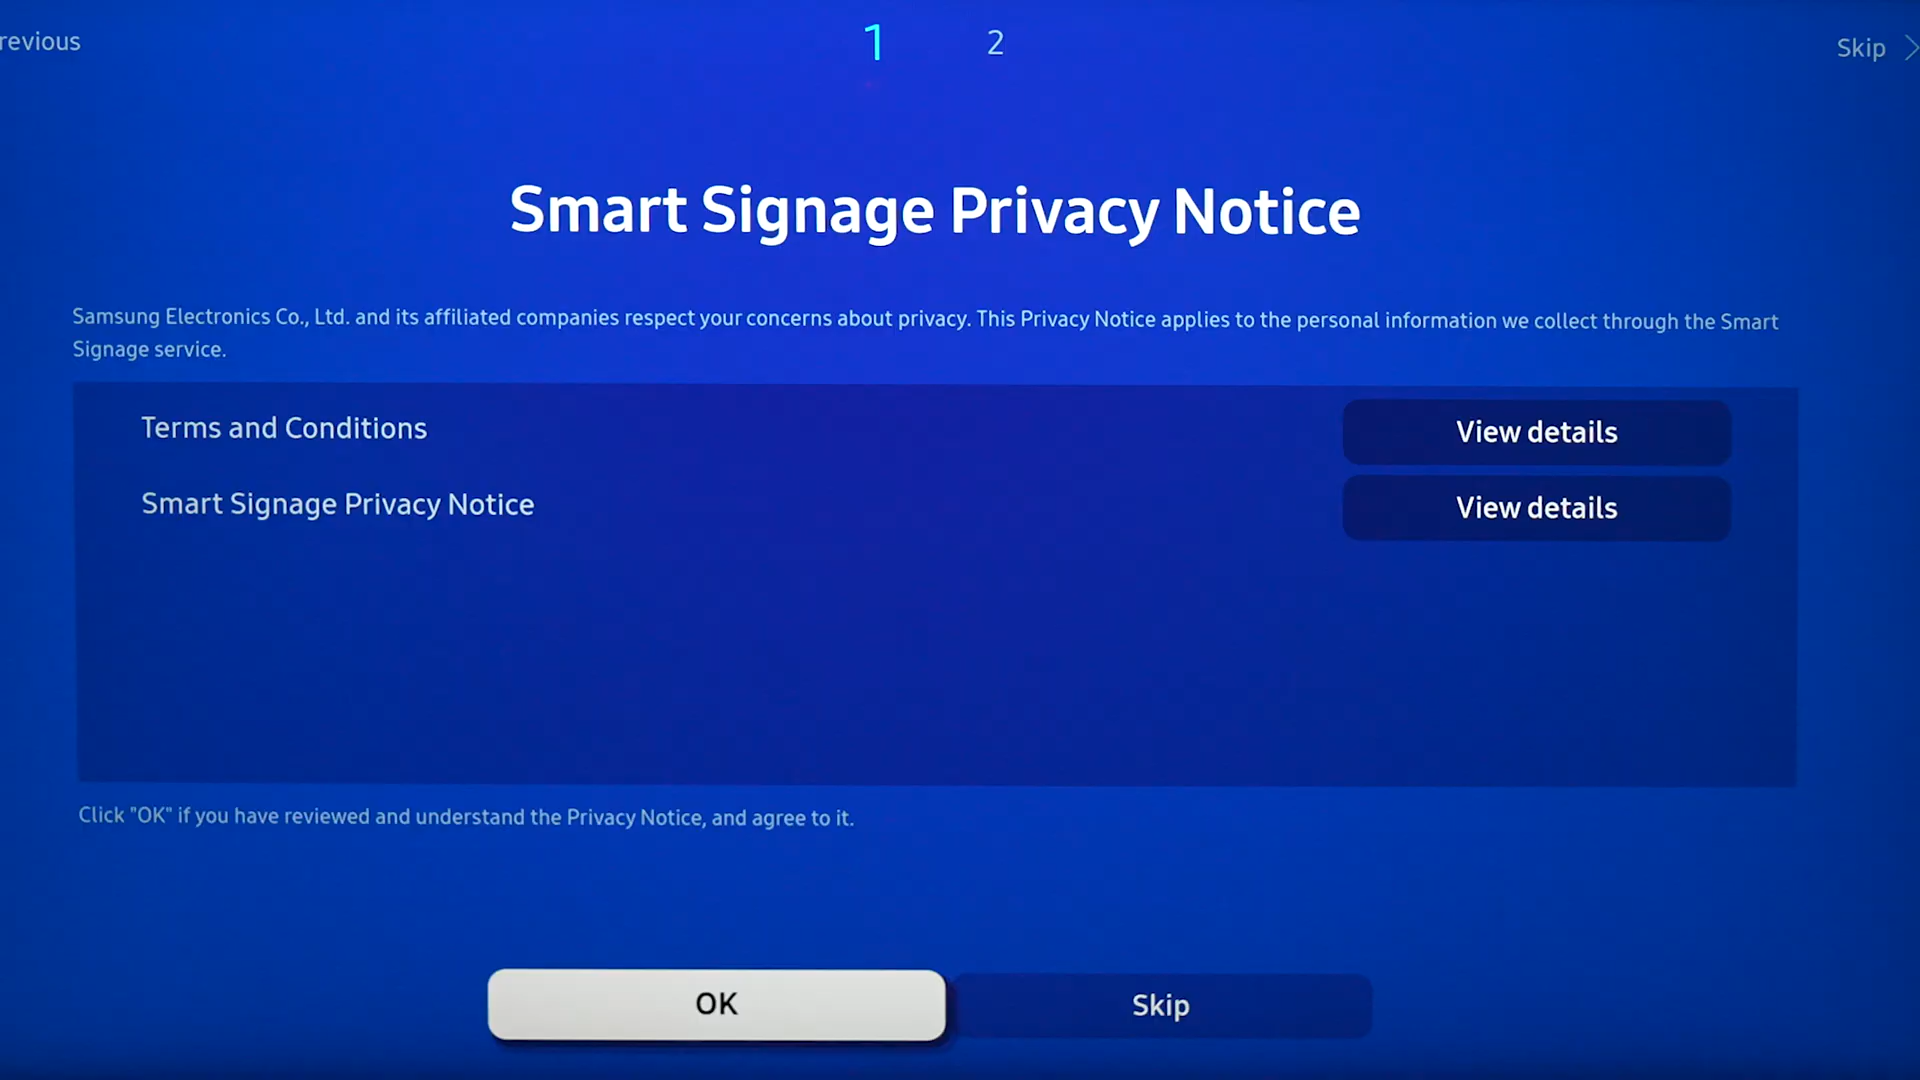 revious
1
2
Skip
Smart Signage Privacy Notice
Samsung Electronics Co., Ltd. and its affiliated companies respect your concerns about privacy. This Privacy Notice applies to the personal information we collect through the Smart
Signage service.
Terms and Conditions
View details
Smart Signage Privacy Notice
View details
Click "OK" if you have reviewed and understand the Privacy Notice, and agree to it.
OK
Skip